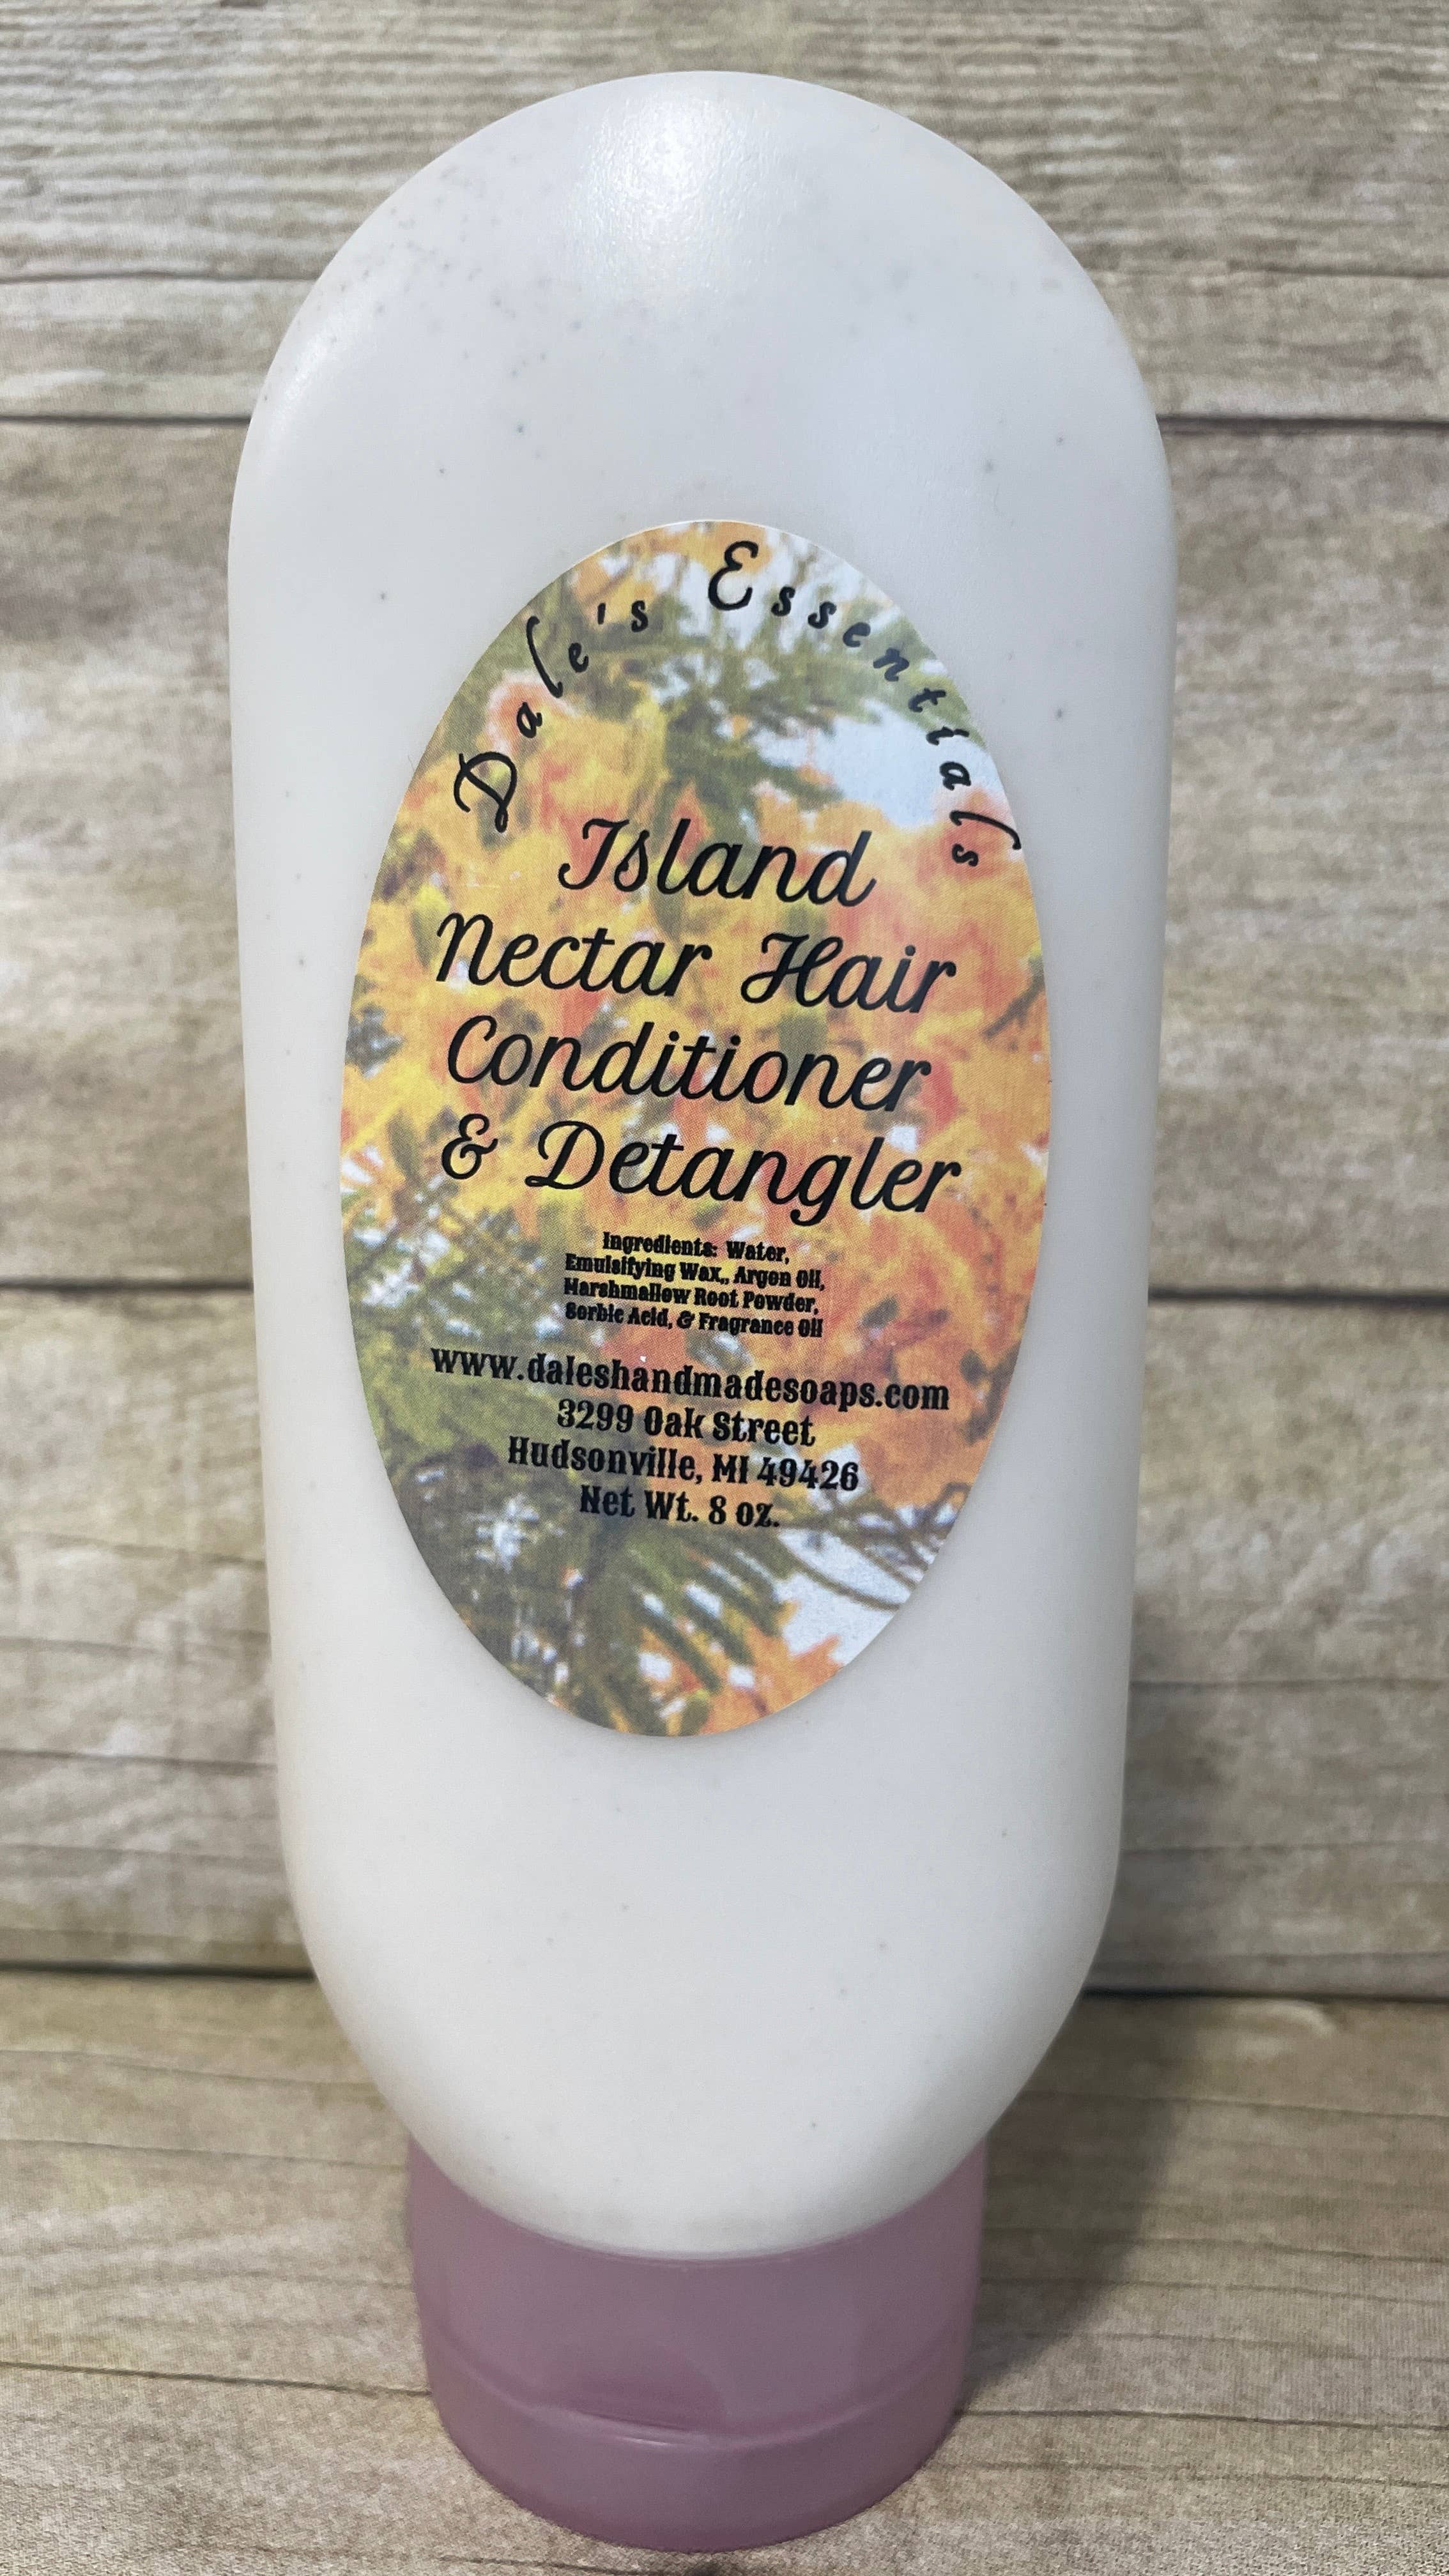 Dale's Essentials
Island
Nectar Hair
Conditioner
& Detangler
Ingredients: Water,
Emulsifying Wax,, Argon Oil,
Marshmallow Root Powder,
Sorbic Acid, & Fragrance Oil
www.daleshandmadesoaps.com
3299 Oak Street
Hudsonville, MI 49426
Net Wt. 8 oz.